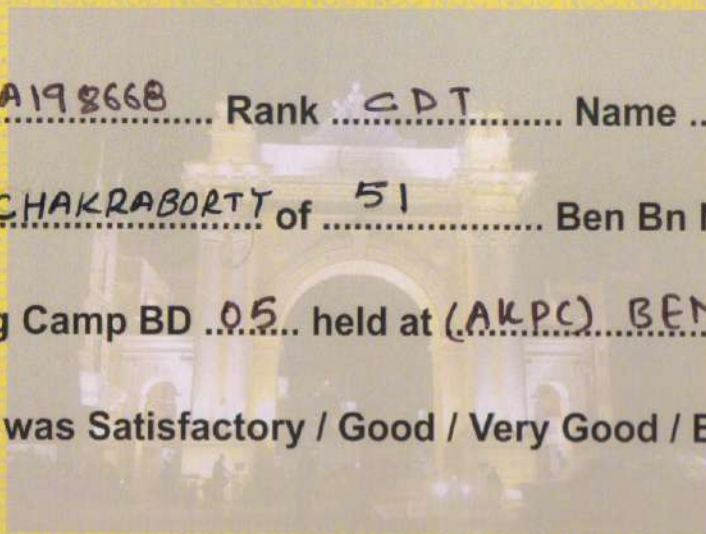 A198668 Rank CDT Name
CHAKRABORTY of 51 Ben Bn
g Camp BD 05 held at (AKPC) BEN
was Satisfactory / Good / Very Good / E